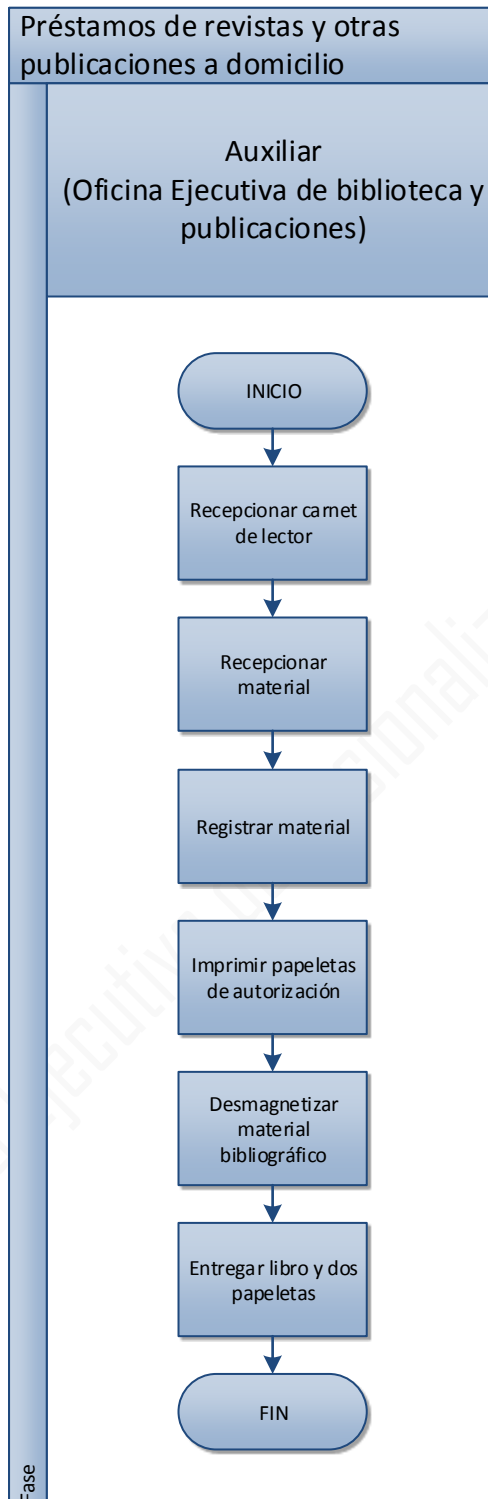 Préstamos de revistas y otras
publicaciones a domicilio
Auxiliar
(Oficina Ejecutiva de biblioteca y
publicaciones)
INICIO
Recepcionar carnet
de lector
Recepcionar
material
Registrar material
Imprimir papeletas
de autorización
Desmagnetizar
material
bibliográfico
Entregar libro y dos
papeletas
FIN
Fase